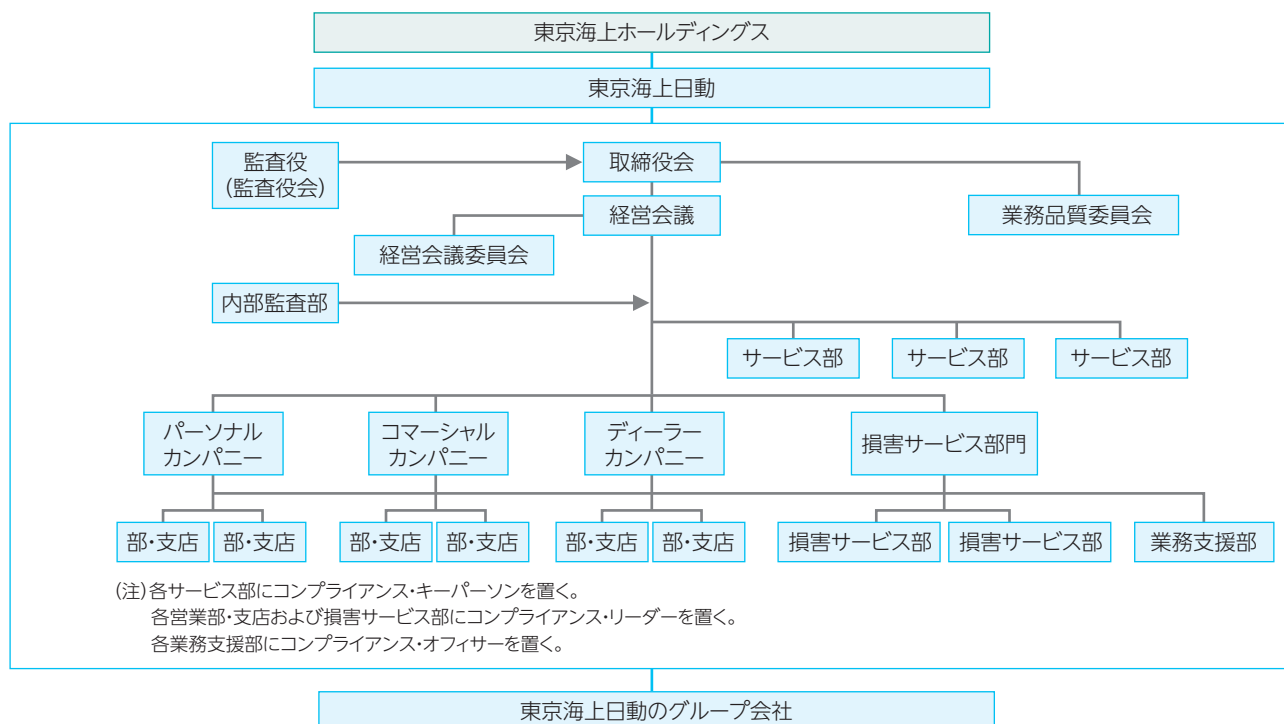 東京海上ホールディングス
東京海上日動
監査役
(監査役会)
取締役会
経営会議
業務品質委員会
経営会議委員会
内部監査部
サービス部
サービス部
サービス部
パーソナル
カンパニー
コマーシャル
カンパニー
ディーラー
カンパニー
損害サービス部門
部・支店
部・支店
部・支店
部・支店
部・支店
部・支店
損害サービス部
損害サービス部
業務支援部
(注)各サービス部にコンプライアンス・キーパーソンを置く。
各営業部・支店および損害サービス部にコンプライアンス・リーダーを置く。
各業務支援部にコンプライアンス・オフィサーを置く。
東京海上日動のグループ会社